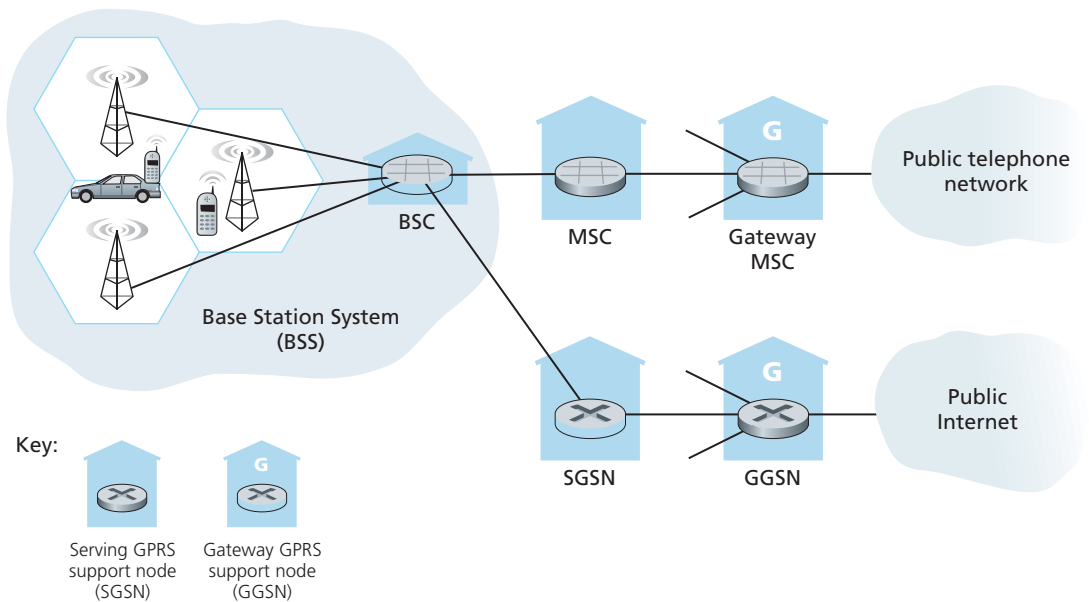 G
Public telephone
network
BSC
MSC
Gateway
MSC
Base Station System
(BSS)
G
Public
Internet
SGSN
GGSN
Key:
G
Serving GPRS
support node
(SGSN)
Gateway GPRS
support node
(GGSN)